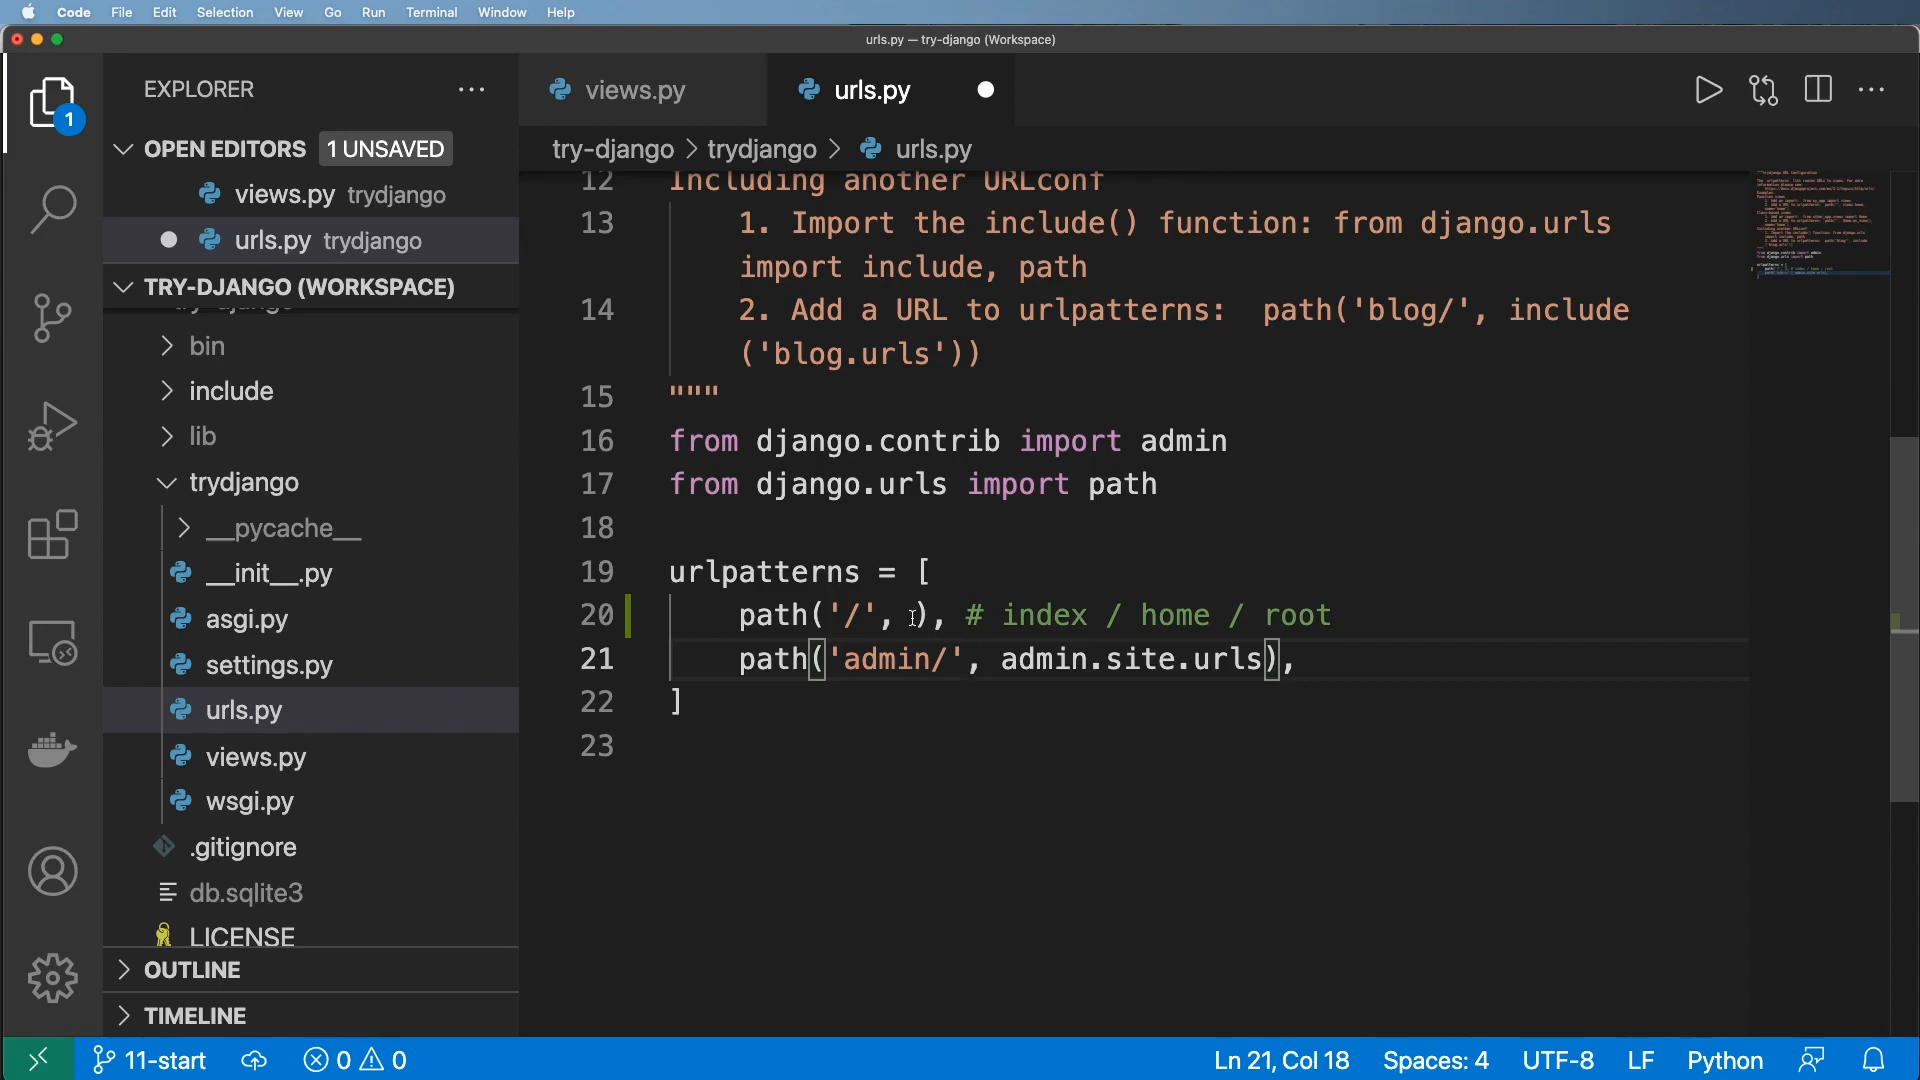 Code File Edit Selection View Go Run Terminal Window Help
urls.py — try-django (Workspace)
EXPLORER
1
OPEN EDITORS 1 UNSAVED
views.py trydjango
urls.py trydjango
TRY-DJANGO (WORKSPACE)
try-django
bin
include
lib
trydjango
__pycache__
__init__.py
asgi.py
settings.py
urls.py
views.py
wsgi.py
.gitignore
db.sqlite3
LICENSE
OUTLINE
TIMELINE
views.py urls.py
try-django > trydjango > urls.py
12 Including another URLconf
13 1. Import the include() function: from django.urls
import include, path
14 2. Add a URL to urlpatterns:  path('blog/', include
('blog.urls'))
15 """
16 from django.contrib import admin
17 from django.urls import path
18
19 urlpatterns = [
20 path('/', ), # index / home / root
21 path('admin/', admin.site.urls),
22 ]
23
11-start 0 0 Ln 21, Col 18 Spaces: 4 UTF-8 LF Python